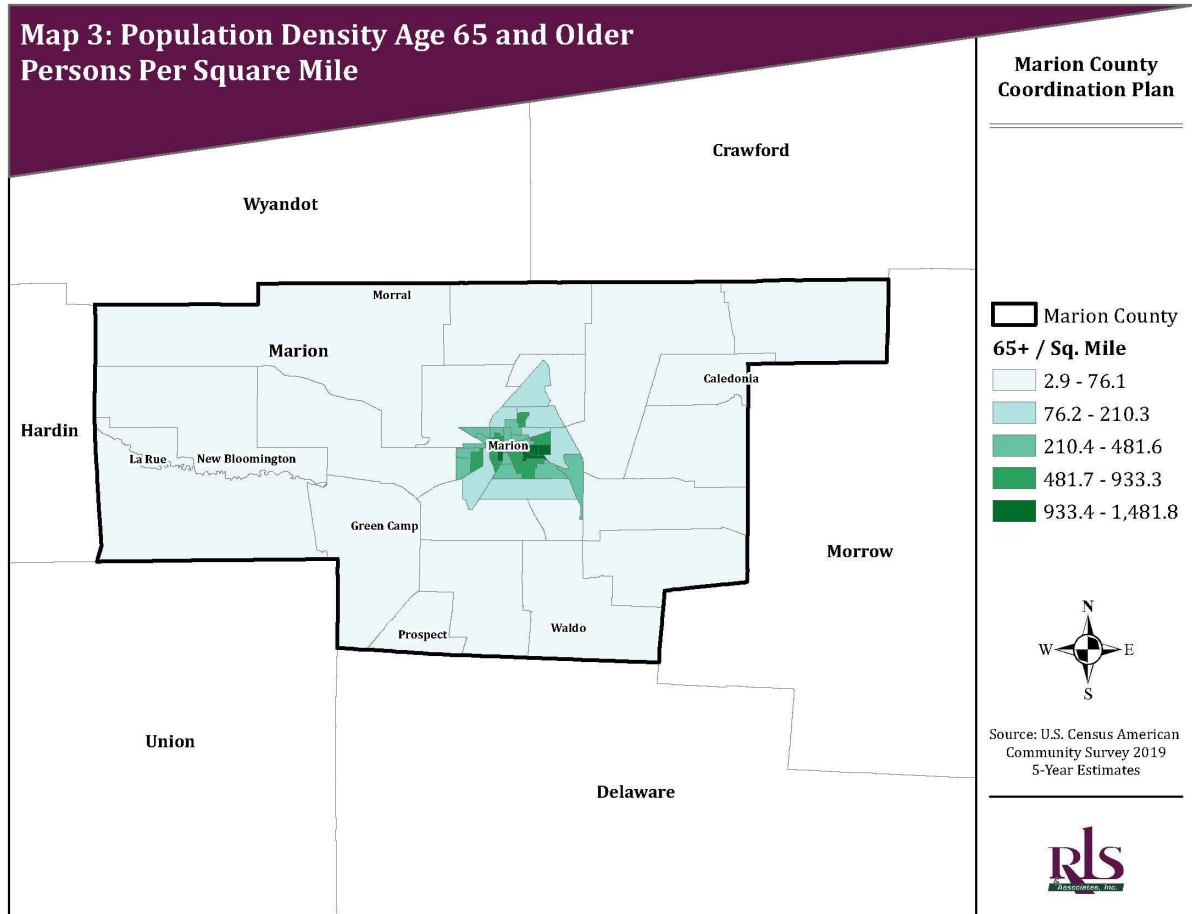 Map 3: Population Density Age 65 and Older
Persons Per Square Mile
Marion County
Coordination Plan
Crawford
Wyandot
Morral
Marion
Caledonia
Hardin
Marion
La Rue
New Bloomington
Green Camp
Morrow
Prospect
Waldo
Union
Delaware
Marion County
65+ / Sq. Mile
2.9 - 76.1
76.2 - 210.3
210.4 - 481.6
481.7 - 933.3
933.4 - 1,481.8
N
W
E
S
Source: U.S. Census American
Community Survey 2019
5-Year Estimates
RLS
& Associates, Inc.